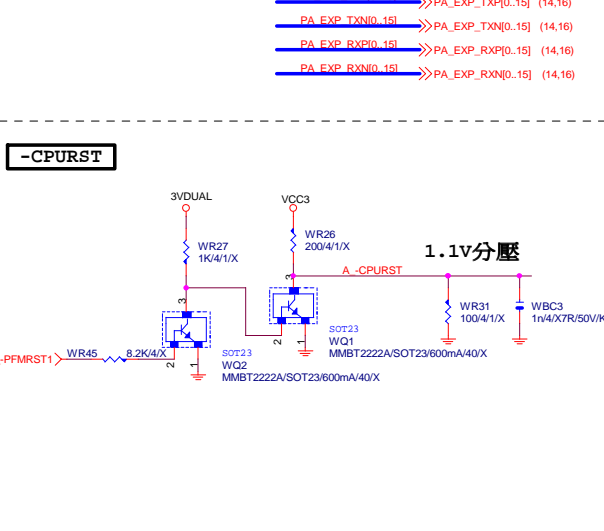 PA_EXP_TXP[0..15] (14,16)
PA_EXP_TXN[0..15] PA_EXP_TXN[0..15] (14,16)
PA_EXP_RXP[0..15] PA_EXP_RXP[0..15] (14,16)
PA_EXP_RXN[0..15] PA_EXP_RXN[0..15] (14,16)
-CPURST
3VDUAL
VCC3
WR27
1K/4/1/X
WR26
200/4/1/X
1.1V分壓
A_-CPURST
3
3
WR31
100/4/1/X
WBC3
1n/4/X7R/50V/K
SOT23
WQ1
MMBT2222A/SOT23/600mA/40/X
2
1
-PFMRST1
WR45
8.2K/4/X
2
1
SOT23
WQ2
MMBT2222A/SOT23/600mA/40/X